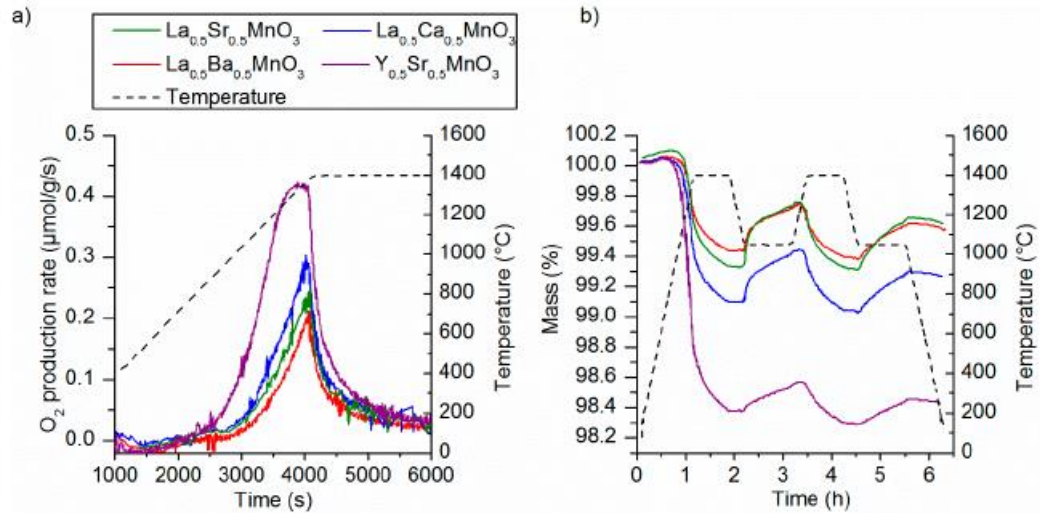 a)
b)
La0.5Sr0.5MnO3 La0.5Ca0.5MnO3
La0.5Ba0.5MnO3 Y0.5Sr0.5MnO3
Temperature
O2 production rate (µmol/g/s)
0.5
0.4
0.3
0.2
0.1
0.0
1000 2000 3000 4000 5000 6000
Time (s)
1600
1400
1200
1000
800
600
400
200
0
Temperature (°C)
Mass (%)
100.2
100.0
99.8
99.6
99.4
99.2
99.0
98.8
98.6
98.4
98.2
0 1 2 3 4 5 6
Time (h)
1600
1400
1200
1000
800
600
400
200
0
Temperature (°C)